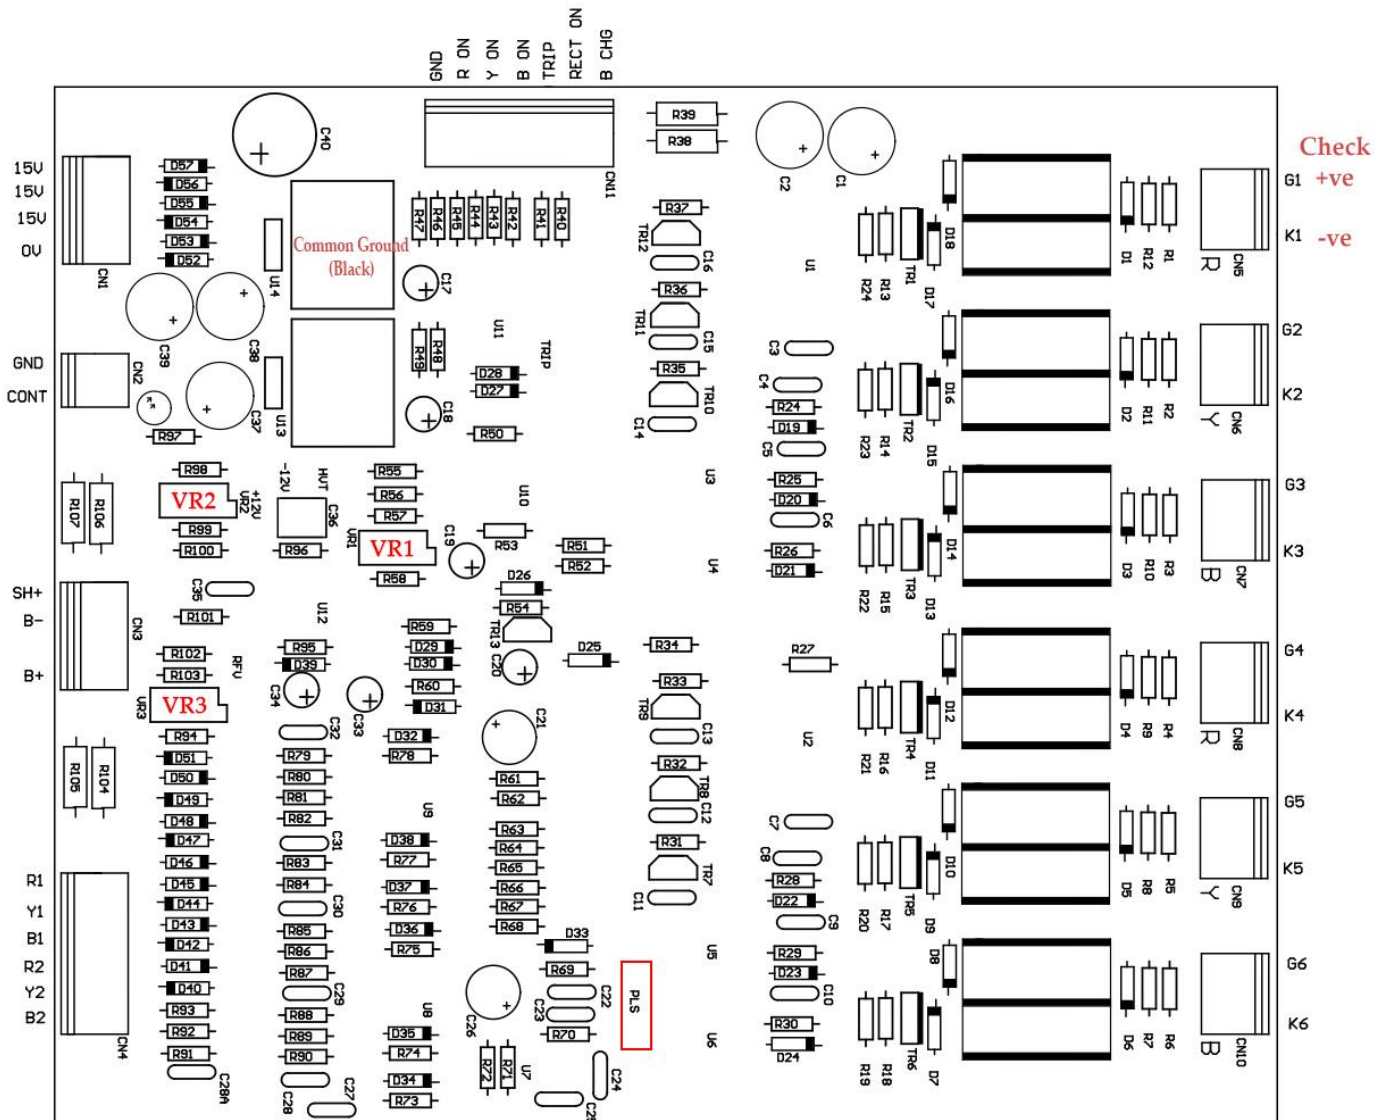 GND
R ON
Y ON
B ON
TRIP
RECT ON
B CHG
R39
R38
C40
CN11
C2
C1
Check
G1
+ve
K1
-ve
15V
15V
15V
0V
CN1
D57
D56
D55
D54
D53
D52
U14
Common Ground
(Black)
R47
R46
R45
R44
R43
R42
R41
R40
C17
R37
TR12
C16
R36
TR11
C15
R35
TR10
C14
U1
R24
R13
TR1
D18
D17
D1
R12
R1
CN5
R
GND
CONT
CN2
C39
C38
C37
U13
R97
R49
R48
C18
U11
TRIP
D28
D27
R50
C3
C4
R24
D19
C5
R23
R14
TR2
D16
D15
D2
R11
R2
G2
K2
CN6
Y
R107
R106
R98
VR2
VR2
+12V
R99
R100
-12V
HVT
C36
R96
R55
R56
R57
VR1
VR1
R58
C19
U10
R53
R51
R52
U3
R25
D20
C6
U4
R26
D21
R22
R15
TR3
D14
D13
D3
R10
R3
G3
K3
CN7
B
SH+
B-
B+
CN3
C35
R101
R102
R103
RFV
VR3
VR3
U12
R95
D39
C34
C33
R59
D29
D30
R60
D31
D26
R54
TR13
C20
D25
R34
R33
TR9
C13
R32
TR8
C12
R31
TR7
C11
R27
U2
R21
R16
TR4
D12
D11
D4
R9
R4
G4
K4
CN8
R
R105
R104
R94
D51
D50
D49
D48
D47
D46
D45
D44
D43
D42
D41
D40
R93
R92
R91
C28A
C32
R79
R80
R81
R82
C31
R83
R84
C30
R85
R86
R87
C29
R88
R89
R90
C28
C27
D32
R78
U9
D38
R77
D37
R76
D36
R75
U8
D35
R74
D34
R73
C21
R61
R62
R63
R64
R65
R66
R67
R68
D33
R69
C22
C23
R70
C26
R72
R71
U7
C24
PLS
U5
U6
C7
C8
R28
D22
C9
R29
D23
C10
R30
D24
R20
R17
TR5
D10
D9
D5
R8
R5
G5
K5
CN9
Y
R19
R18
TR6
D8
D7
D6
R7
R6
G6
K6
CN10
B
R1
Y1
B1
R2
Y2
B2
CN4